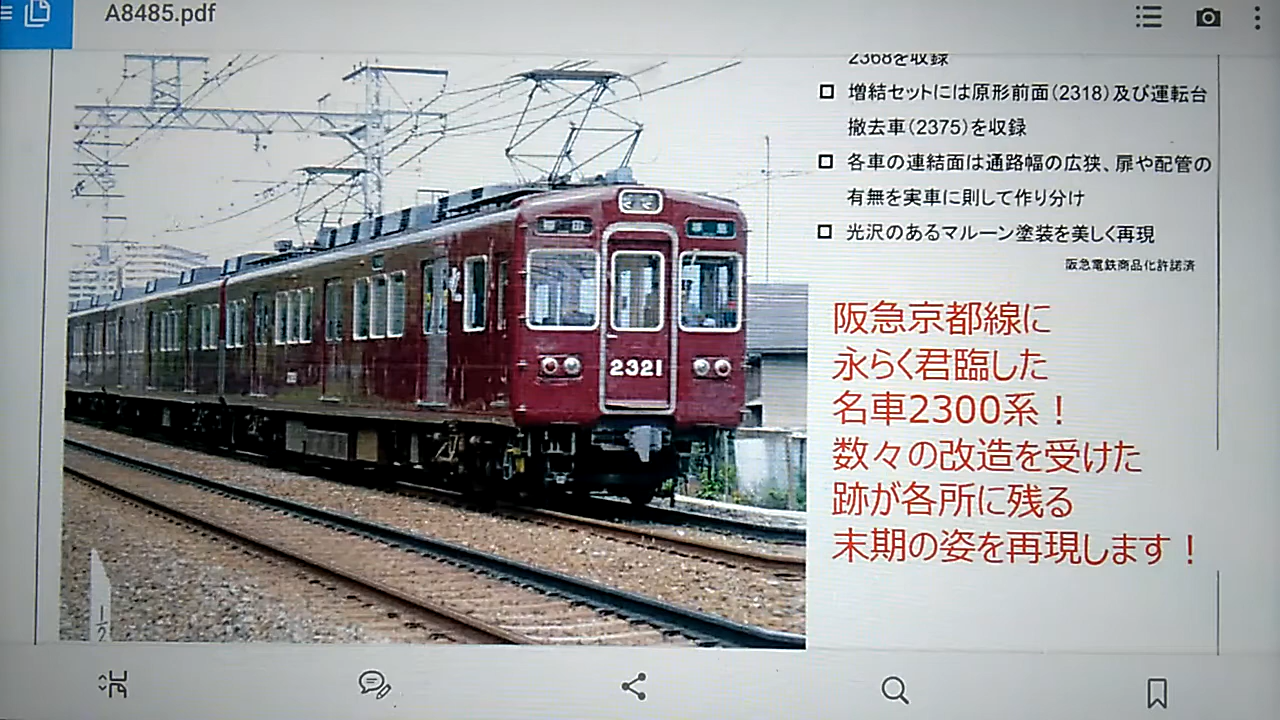 A8485.pdf
2368を収録
増結セットには原形前面(2318)及び運転台
撤去車(2375)を収録
各車の連結面は通路幅の広狭、扉や配管の
有無を実車に則して作り分け
光沢のあるマルーン塗装を美しく再現
阪急電鉄商品化許諾済
2321
阪急京都線に
永らく君臨した
名車2300系！
数々の改造を受けた
跡が各所に残る
末期の姿を再現します！